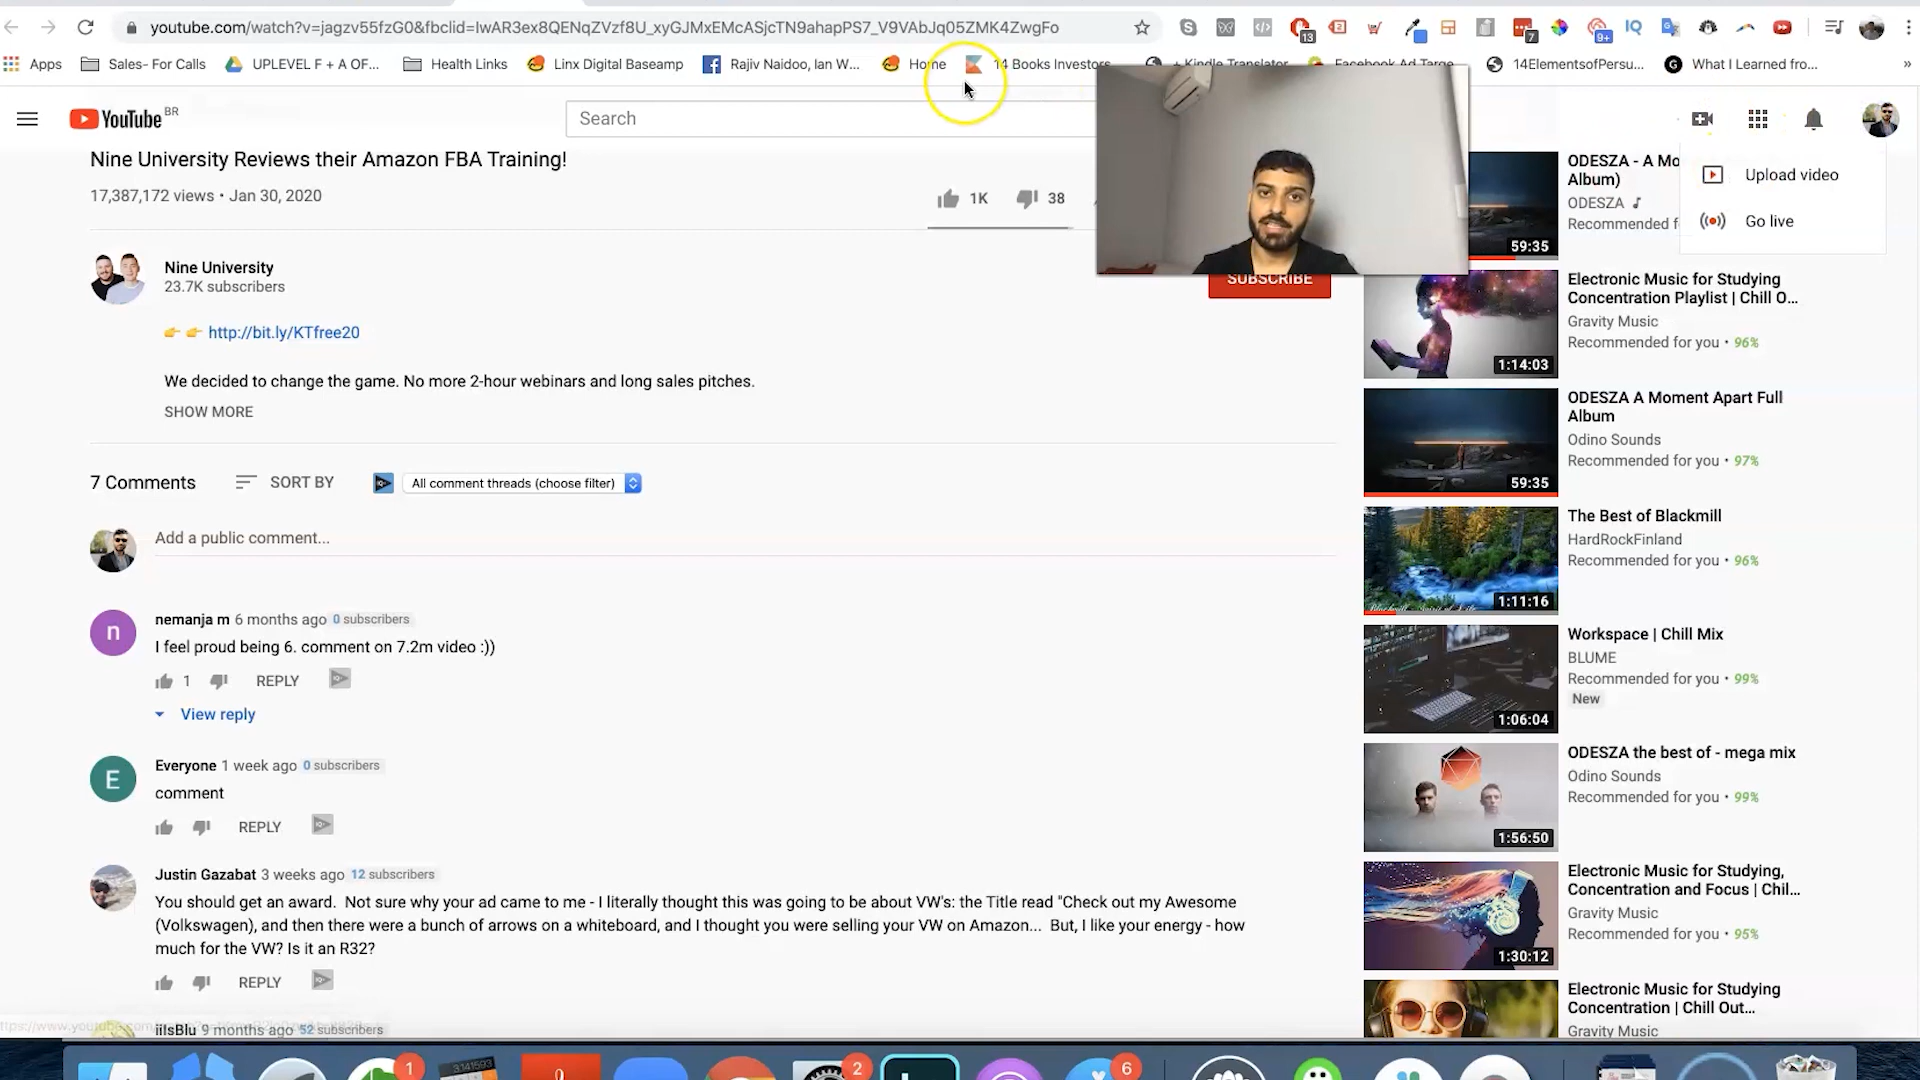 youtube.com/watch?v=jagzv55fzG0&fbclid=IwAR3ex8QENqZVzf8U_xyGJMxEMcASjcTN9ahapPS7_V9VAbJq05ZMK4ZwgFo
13
7
9+
Apps
Sales- For Calls
UPLEVEL F + A OF...
Health Links
Linx Digital Baseamp
Rajiv Naidoo, Ian W...
Home
14 Books Investors
+ Kindle Translator
Facebook Ad Targe
14ElementsofPersu...
What I Learned fro...
»
YouTube BR
Search
Nine University Reviews their Amazon FBA Training!
17,387,172 views • Jan 30, 2020
1K
38
Nine University
23.7K subscribers
SUBSCRIBE
http://bit.ly/KTfree20
We decided to change the game. No more 2-hour webinars and long sales pitches.
SHOW MORE
7 Comments
SORT BY
All comment threads (choose filter)
Add a public comment...
nemanja m 6 months ago 0 subscribers
n
I feel proud being 6. comment on 7.2m video :))
1
REPLY
View reply
Everyone 1 week ago 0 subscribers
E
comment
REPLY
Justin Gazabat 3 weeks ago 12 subscribers
You should get an award. Not sure why your ad came to me - I literally thought this was going to be about VW's: the Title read "Check out my Awesome
(Volkswagen), and then there were a bunch of arrows on a whiteboard, and I thought you were selling your VW on Amazon... But, I like your energy - how
much for the VW? Is it an R32?
REPLY
9 months ago 52 subscribers
Upload video
Go live
ODESZA - A Mo
Album)
ODESZA
Recommended f
59:35
Electronic Music for Studying
Concentration Playlist | Chill O...
Gravity Music
Recommended for you • 96%
1:14:03
ODESZA A Moment Apart Full
Album
Odino Sounds
Recommended for you • 97%
59:35
The Best of Blackmill
HardRockFinland
Recommended for you • 96%
1:11:16
Workspace | Chill Mix
BLUME
Recommended for you • 99%
New
1:06:04
ODESZA the best of - mega mix
Odino Sounds
Recommended for you • 99%
1:56:50
Electronic Music for Studying,
Concentration and Focus | Chil...
Gravity Music
Recommended for you • 95%
1:30:12
Electronic Music for Studying
Concentration | Chill Out...
Gravity Music
1
2
6